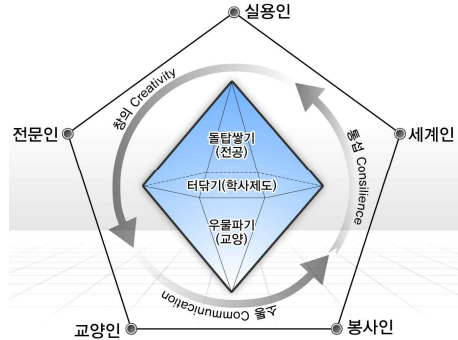 실용인
창의 Creativity
전문인
세계인
통섭 Consilience
돌탑쌓기
(전공)
터닦기(학사제도)
우물파기
(교양)
소통 Communication
교양인
봉사인